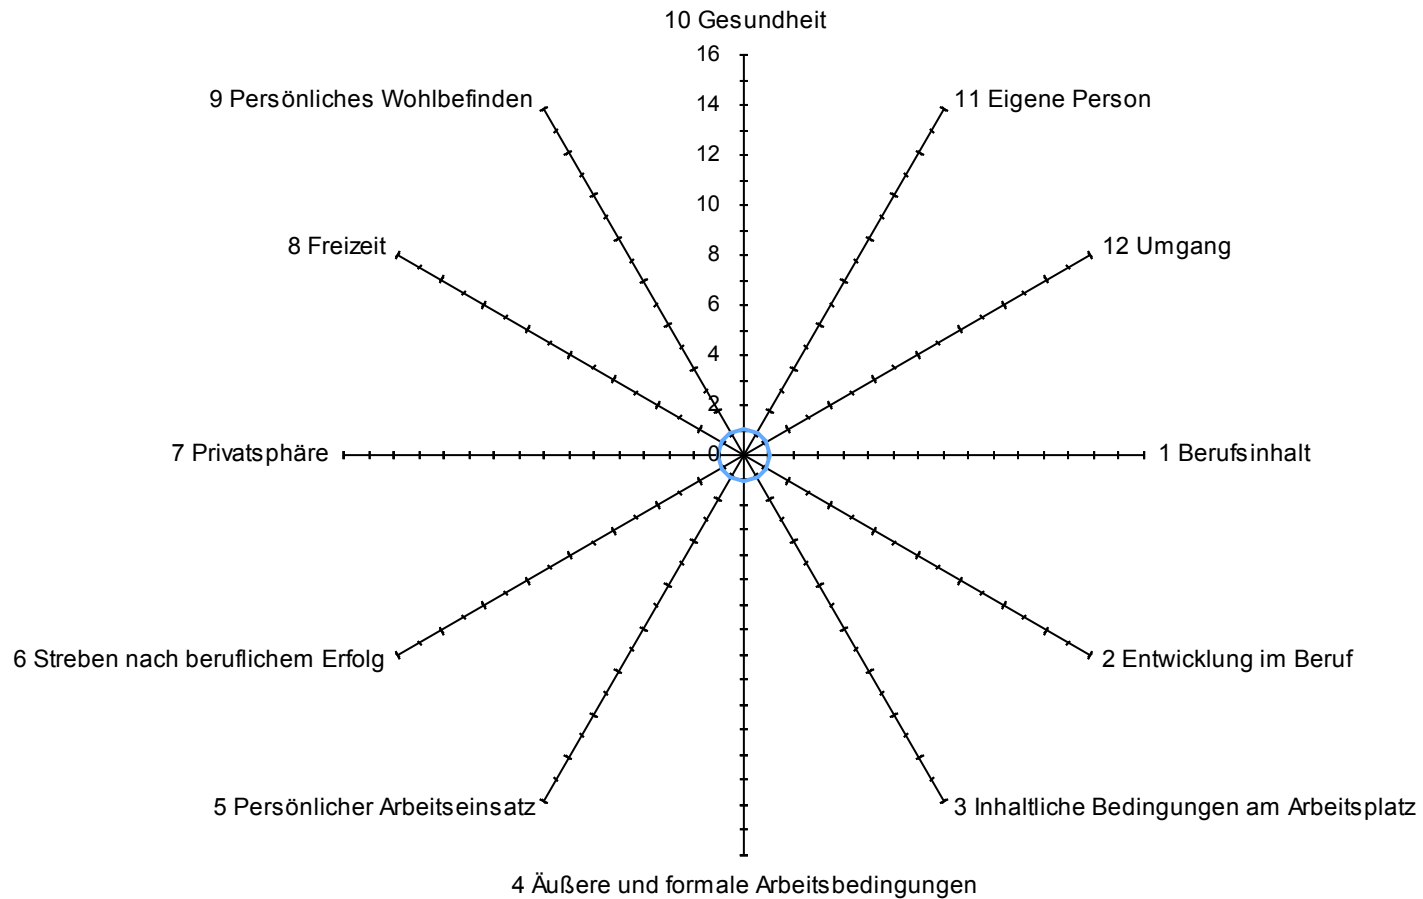 10 Gesundheit
16
9 Persönliches Wohlbefinden
11 Eigene Person
14
12
10
8 Freizeit
12 Umgang
8
6
4
2
7 Privatsphäre
0
1 Berufsinhalt
6 Streben nach beruflichem Erfolg
2 Entwicklung im Beruf
5 Persönlicher Arbeitseinsatz
3 Inhaltliche Bedingungen am Arbeitsplatz
4 Äußere und formale Arbeitsbedingungen